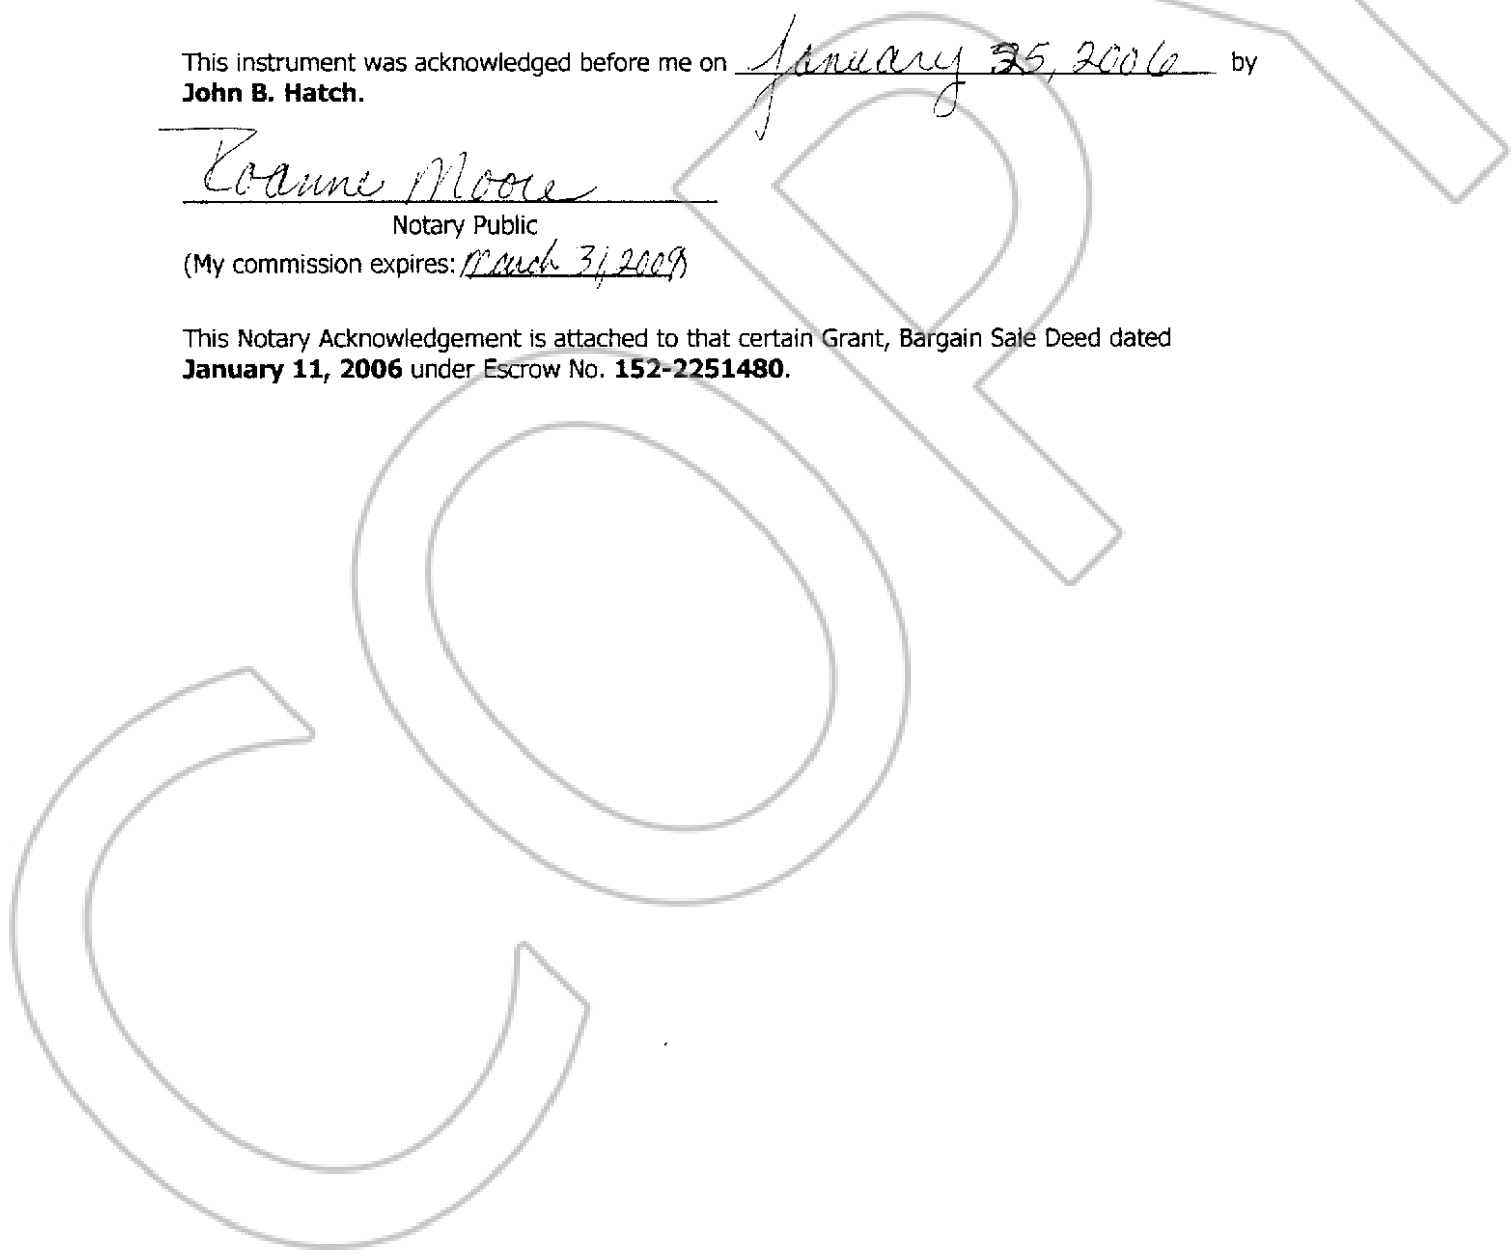 This instrument was acknowledged before me on January 25, 2006 by
John B. Hatch.
Roanne Moore
Notary Public
(My commission expires: March 31, 2009)
This Notary Acknowledgement is attached to that certain Grant, Bargain Sale Deed dated
January 11, 2006 under Escrow No. 152-2251480.
COPY